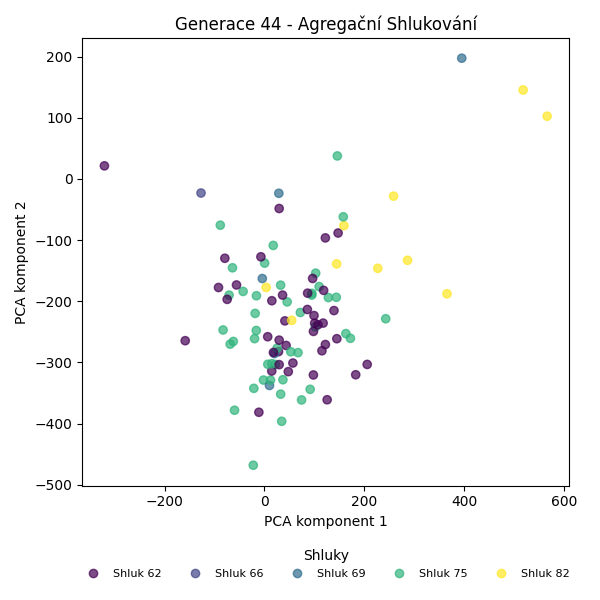 Generace 44 - Agregační Shlukování
PCA komponent 2
200
100
0
−100
−200
−300
−400
−500
−200
0
200
400
600
PCA komponent 1
Shluky
Shluk 62
Shluk 66
Shluk 69
Shluk 75
Shluk 82